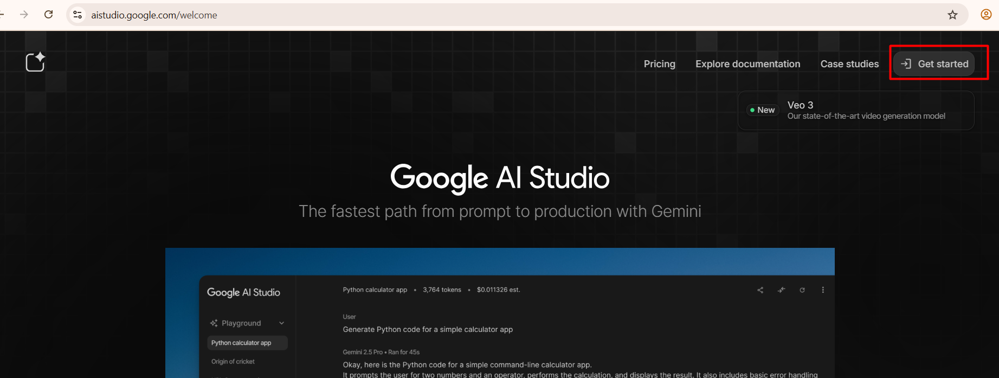 aistudio.google.com/welcome
Pricing
Explore documentation
Case studies
Get started
New
Veo 3
Our state-of-the-art video generation model
Google AI Studio
The fastest path from prompt to production with Gemini
Google AI Studio
Python calculator app • 3,764 tokens • $0.011326 est.
Playground
Python calculator app
Origin of cricket
User
Generate Python code for a simple calculator app
Gemini 2.5 Pro • Ran for 45s
Okay, here is the Python code for a simple command-line calculator app.
It prompts the user for two numbers and an operator, performs the calculation, and displays the result. It also includes basic error handling